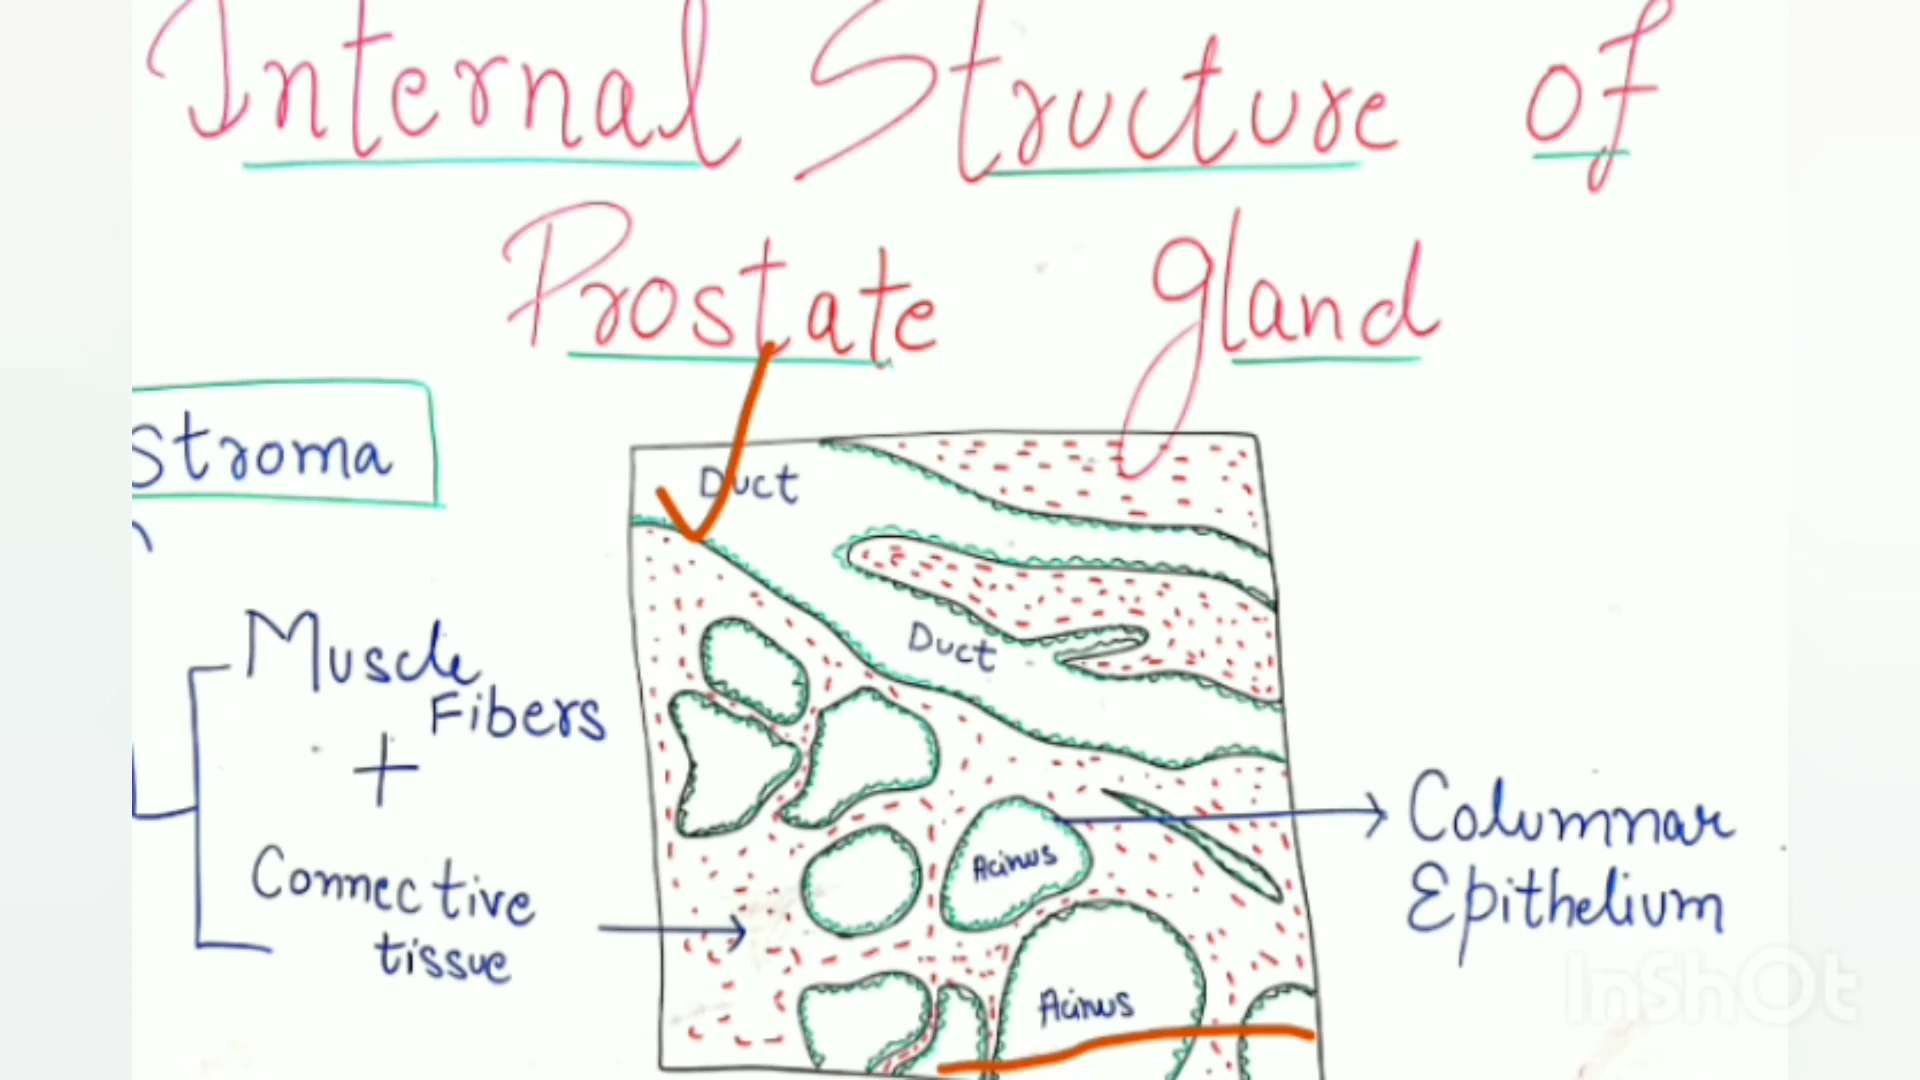 Internal Structure of
Prostate gland
Stroma
Duct
Muscle
Fibers
+
Duct
Connective
tissue
Columnar
Epithelium
Acinus
Acinus
InShOt